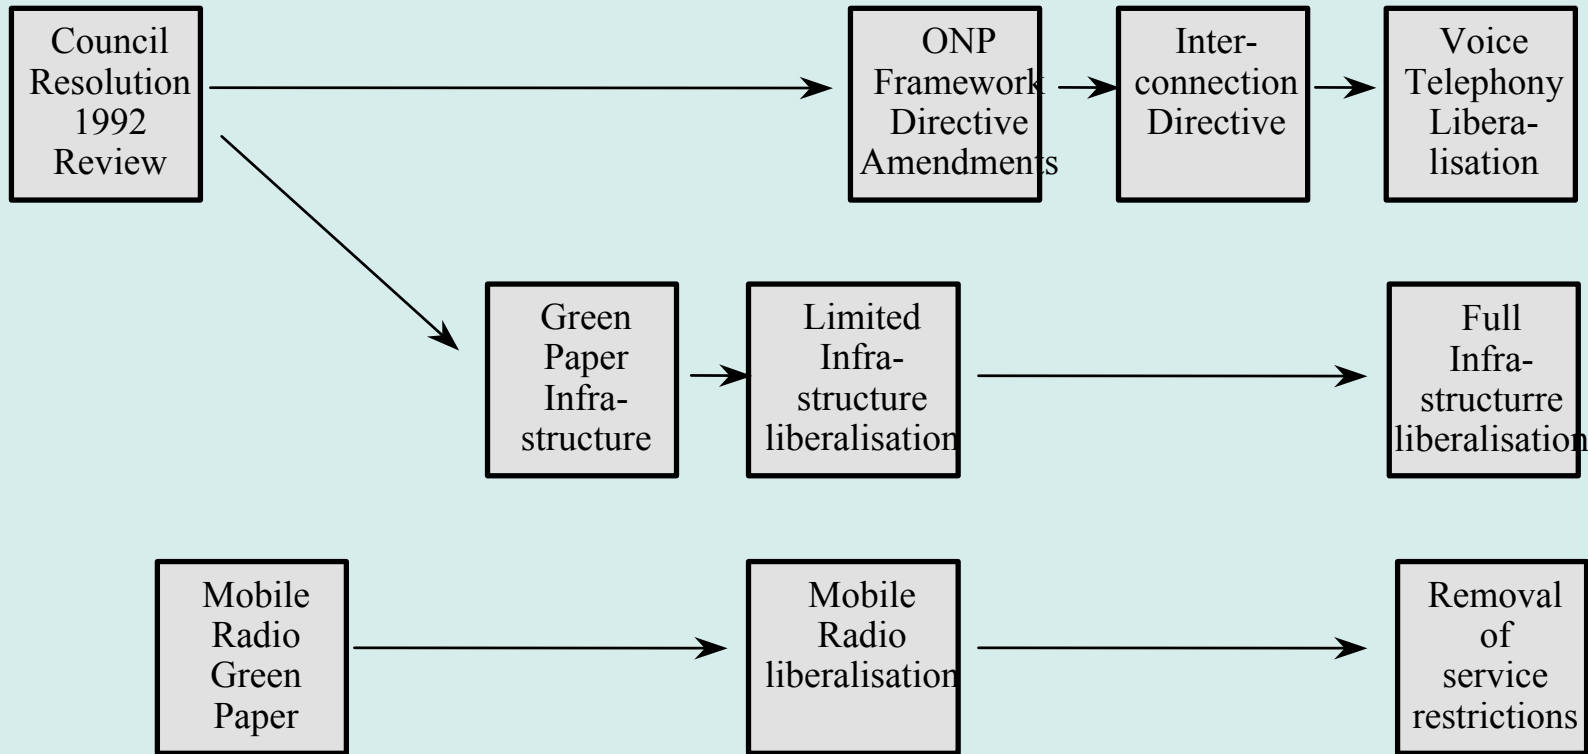 Council
Resolution
1992
Review
ONP
Framework
Directive
Amendments
Inter-
connection
Directive
Voice
Telephony
Libera-
lisation
Green
Paper
Infra-
structure
Limited
Infra-
structure
liberalisation
Full
Infra-
structurre
liberalisation
Mobile
Radio
Green
Paper
Mobile
Radio
liberalisation
Removal
of
service
restrictions